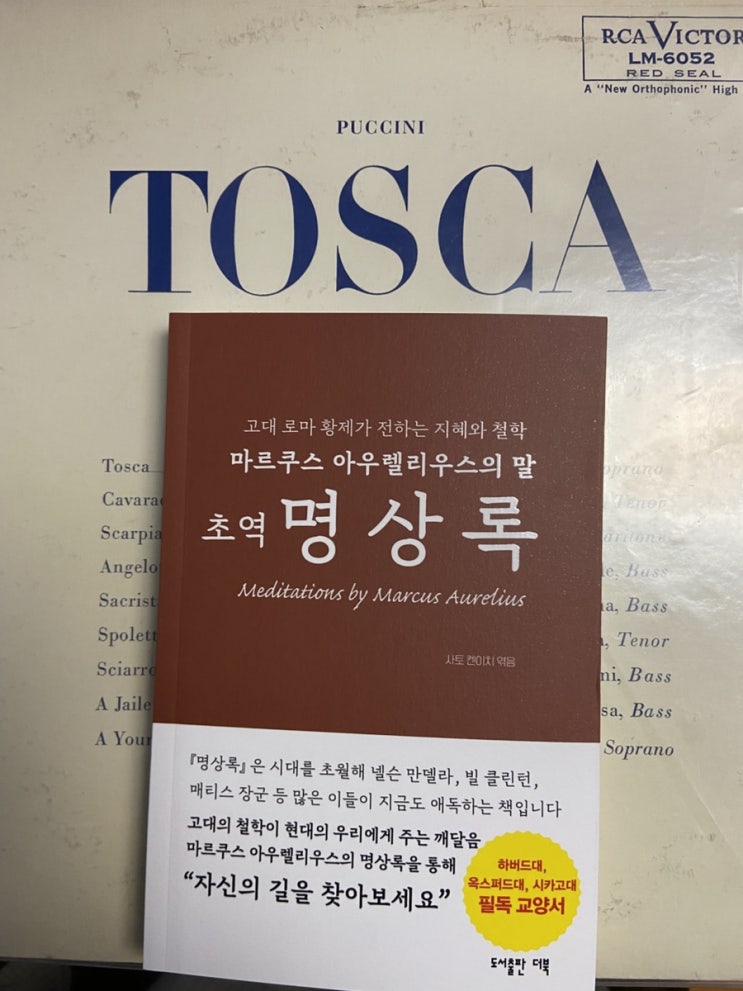 RCA VICTOR
LM-6052
RED SEAL
A "New Orthophonic" High
PUCCINI
TOSCA
Tosca
Scarpia
Bass
Bass
Tenor
Bass
Bass
A Jaile
A Your
Soprano
고대 로마 황제가 전하는 지혜와 철학
마르쿠스 아우렐리우스의 말
초역 명상록
Meditations by Marcus Aurelius
사토 켄이치 엮음
『명상록』은 시대를 초월해 넬슨 만델라, 빌 클린턴,
매티스 장군 등 많은 이들이 지금도 애독하는 책입니다
고대의 철학이 현대의 우리에게 주는 깨달음
마르쿠스 아우렐리우스의 명상록을 통해
“자신의 길을 찾아보세요”
하버드대,
옥스퍼드대, 시카고대
필독 교양서
도서출판 더북